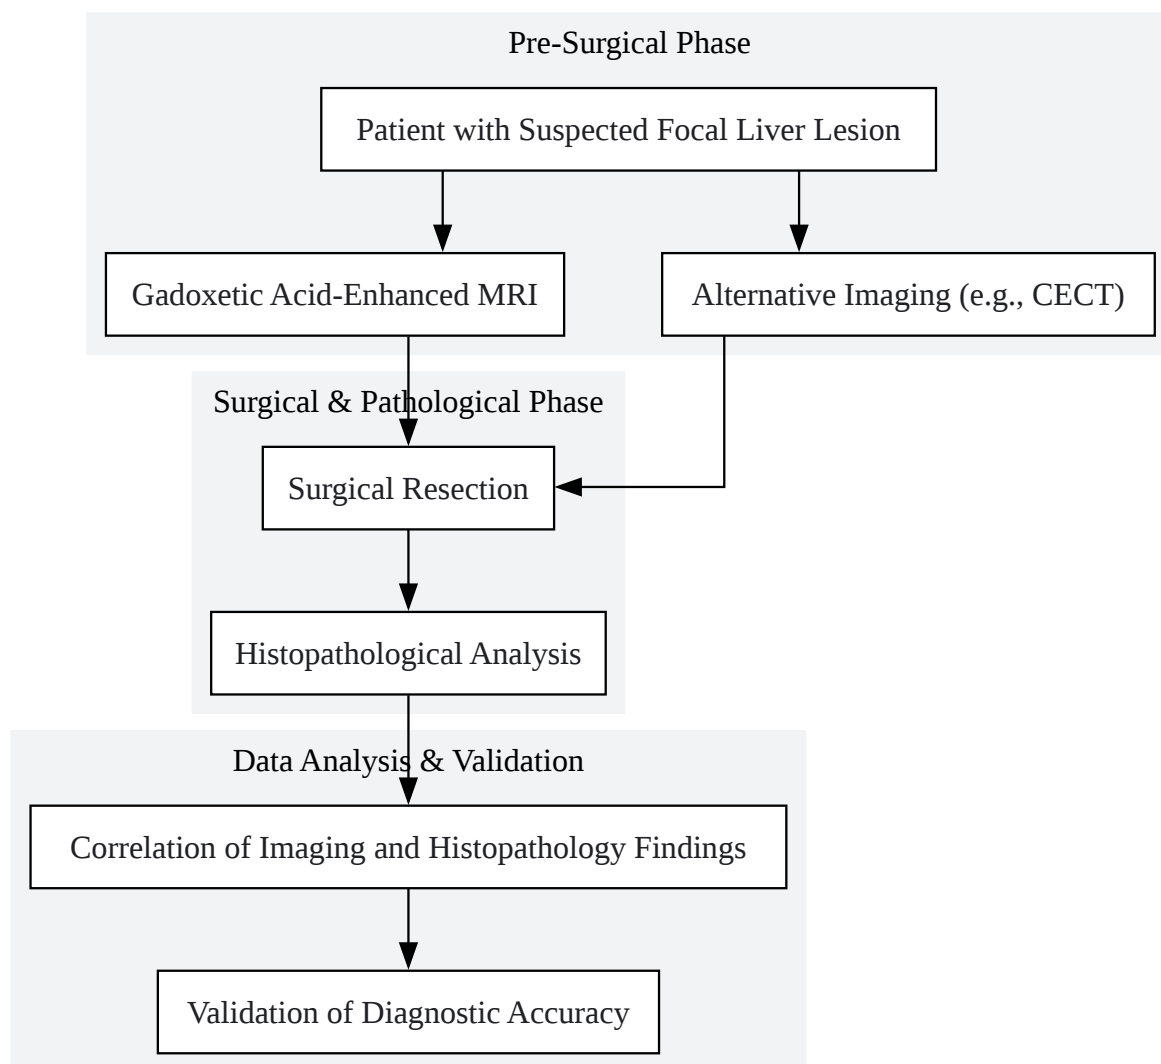 Pre-Surgical Phase
Patient with Suspected Focal Liver Lesion
Gadoxetic Acid-Enhanced MRI
Alternative Imaging (e.g., CECT)
Surgical & Pathological Phase
Surgical Resection
Histopathological Analysis
Data Analysis & Validation
Correlation of Imaging and Histopathology Findings
Validation of Diagnostic Accuracy